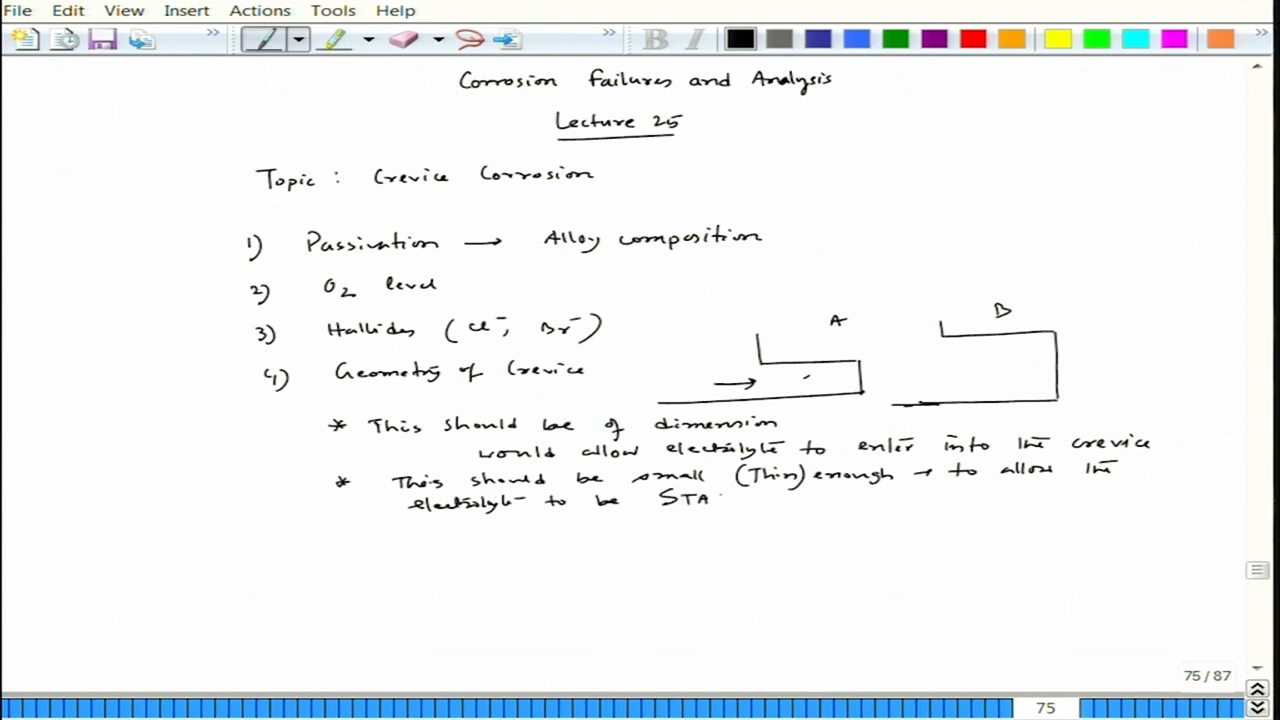 File Edit View Insert Actions Tools Help
Corrosion Failures and Analysis
Lecture 25
Topic : Crevice Corrosion
1) Passivation → Alloy composition
2) O2 level
3) Hallides (Cl-, Br-)
4) Geometry of Crevice
A
B
* This should be of dimension
would allow electrolyte to enter into the crevice
* This should be small (Thin) enough → to allow the
electrolyte to be STA
75 / 87
75